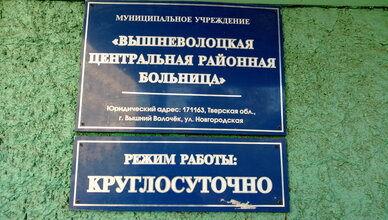 МУНИЦИПАЛЬНОЕ УЧРЕЖДЕНИЕ
«ВЫШНЕВОЛОЦКАЯ
ЦЕНТРАЛЬНАЯ РАЙОННАЯ
БОЛЬНИЦА»
Юридический адрес: 171163, Тверская обл.,
г. Вышний Волочёк, ул. Новгородская
РЕЖИМ РАБОТЫ:
КРУГЛОСУТОЧНО